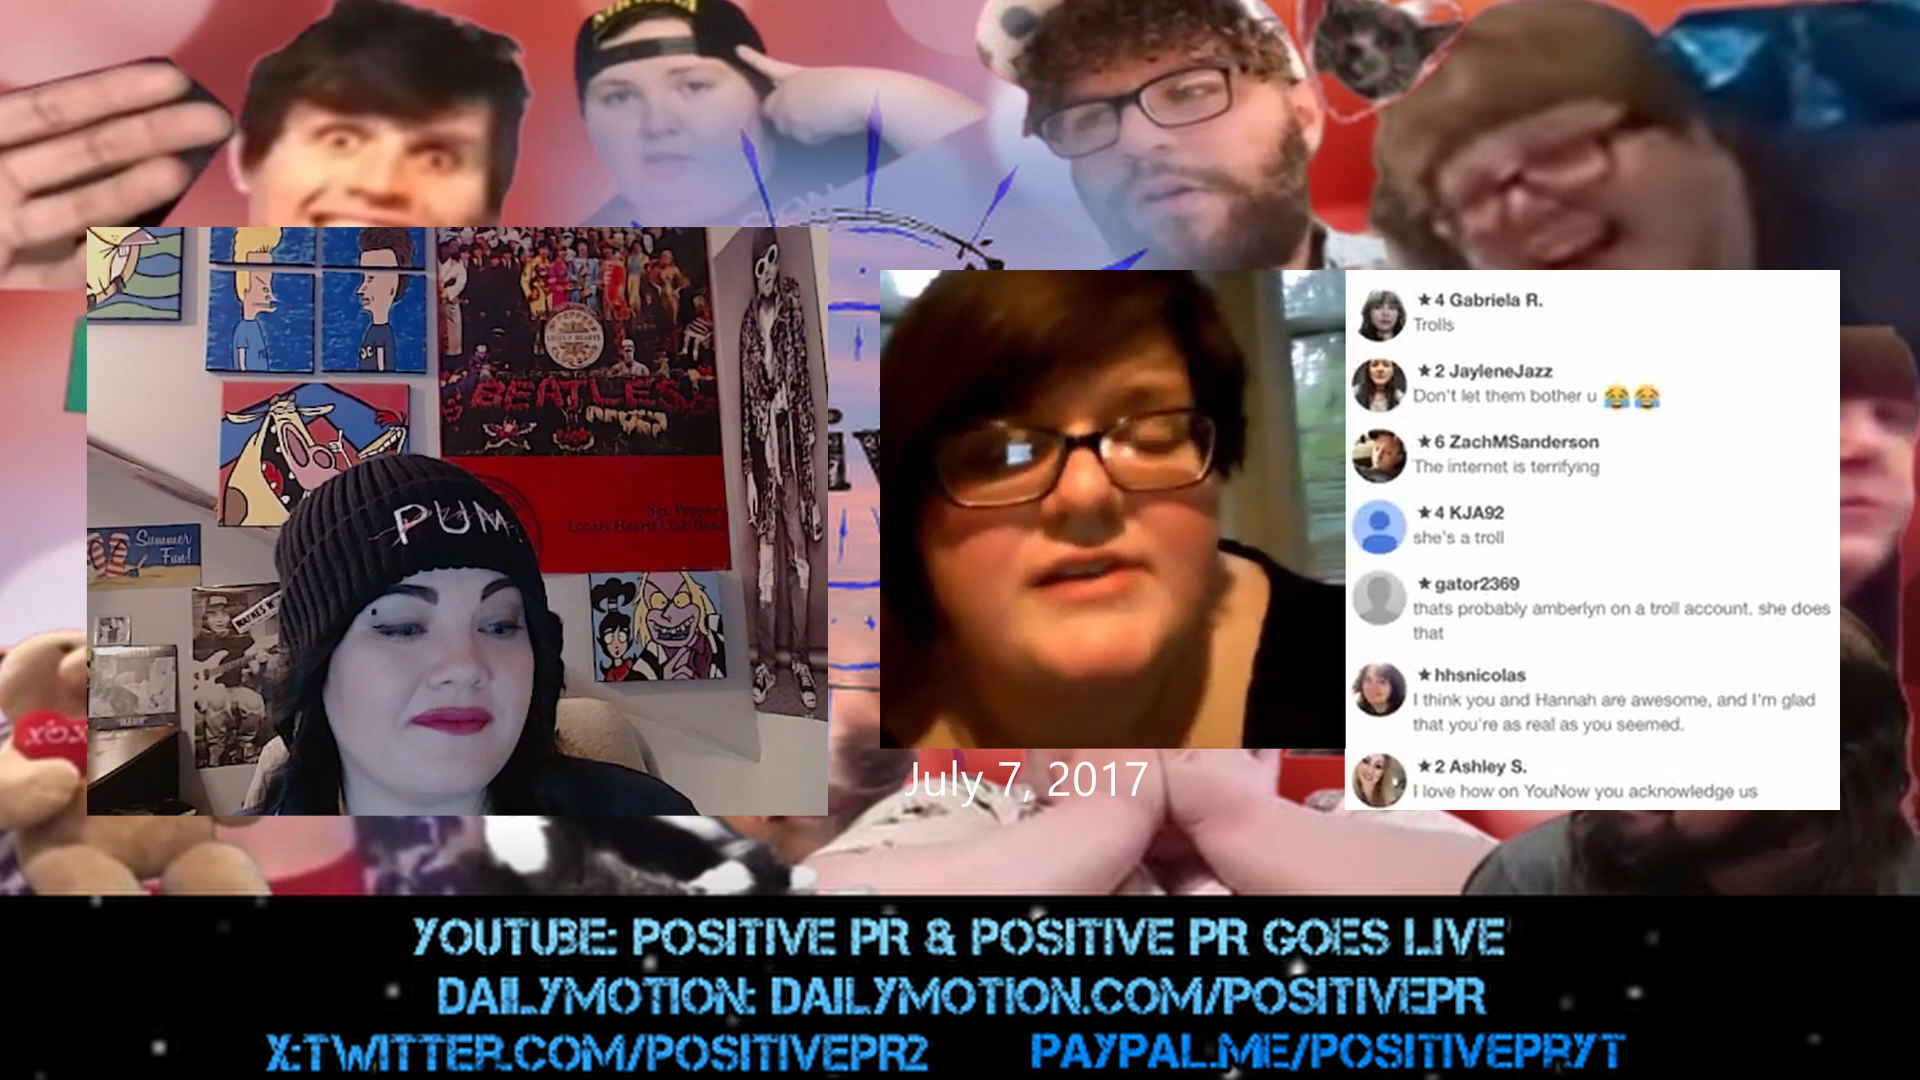 NIRVANA
BEATLES
Sgt. Pepper's
Lonely Hearts Club Band
Summer
Fun!
PUM
xoxo
★4 Gabriela R.
Trolls
★2 JayleneJazz
Don't let them bother u 😂😂
★6 ZachMSanderson
The internet is terrifying
★4 KJA92
she's a troll
★gator2369
thats probably amberlyn on a troll account. she does
that
★hhsnicolas
I think you and Hannah are awesome, and I'm glad
that you're as real as you seemed.
★2 Ashley S.
I love how on YouNow you acknowledge us
July 7, 2017
YOUTUBE: POSITIVE PR & POSITIVE PR GOES LIVE
DAILYMOTION: DAILYMOTION.COM/POSITIVEPR
X:TWITTER.COM/POSITIVEPR2
PAYPAL.ME/POSITIVEPRYT